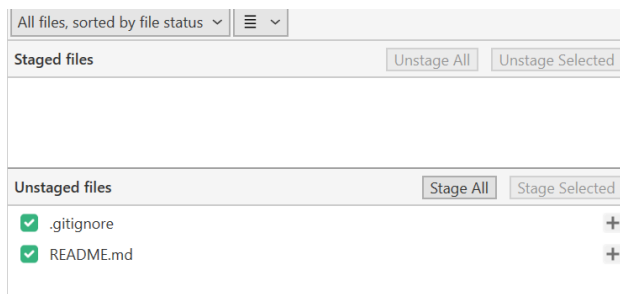 All files, sorted by file status
Staged files Unstage All Unstage Selected
Unstaged files Stage All Stage Selected
.gitignore
README.md